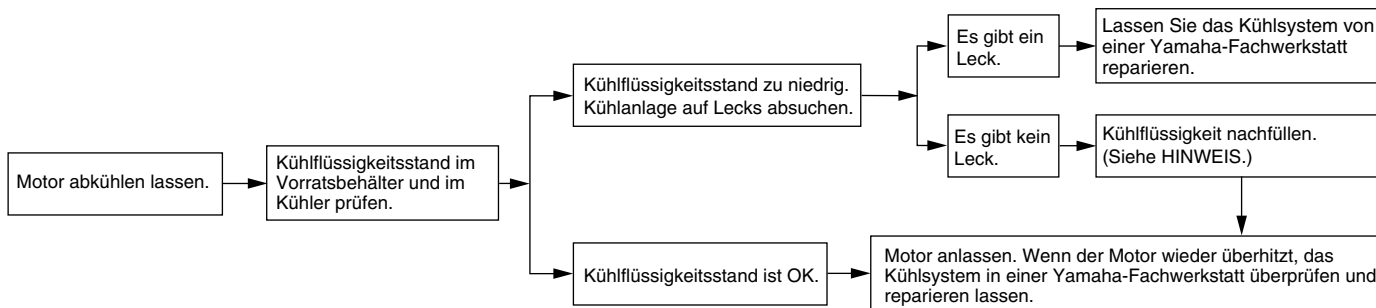 Motor abkühlen lassen.
Kühlflüssigkeitsstand im
Vorratsbehälter und im
Kühler prüfen.
Kühlflüssigkeitsstand zu niedrig.
Kühlanlage auf Lecks absuchen.
Es gibt ein
Leck.
Lassen Sie das Kühlsystem von
einer Yamaha-Fachwerkstatt
reparieren.
Es gibt kein
Leck.
Kühlflüssigkeit nachfüllen.
(Siehe HINWEIS.)
Kühlflüssigkeitsstand ist OK.
Motor anlassen. Wenn der Motor wieder überhitzt, das
Kühlsystem in einer Yamaha-Fachwerkstatt überprüfen und
reparieren lassen.